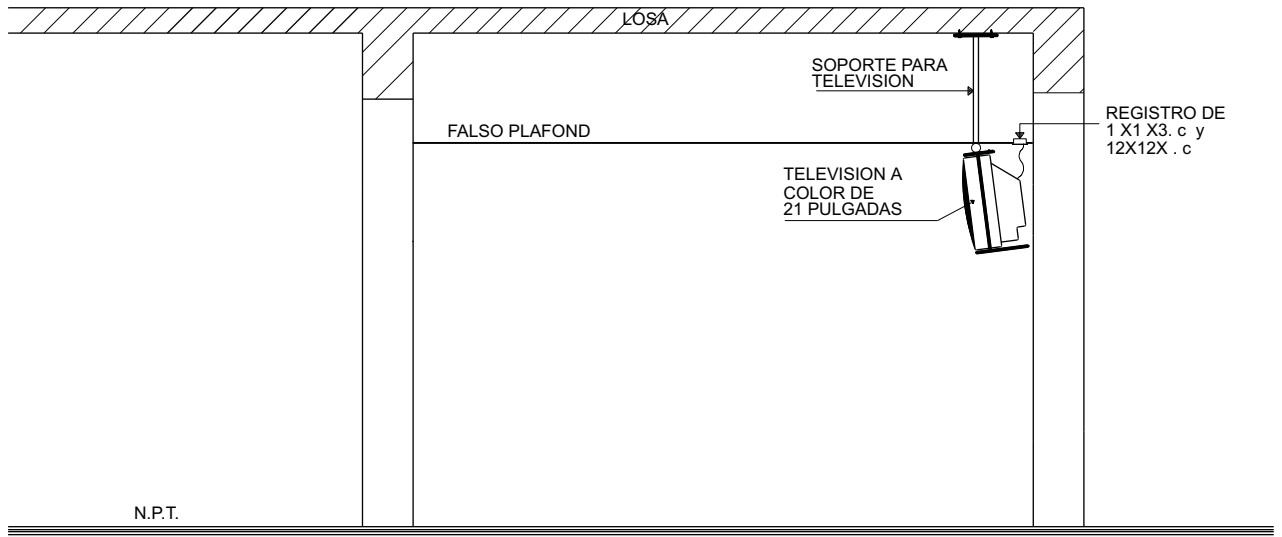 LOSA
SOPORTE PARA
TELEVISION
REGISTRO DE
1 X1 X3. c y
12X12X . c
FALSO PLAFOND
TELEVISION A
COLOR DE
21 PULGADAS
N.P.T.